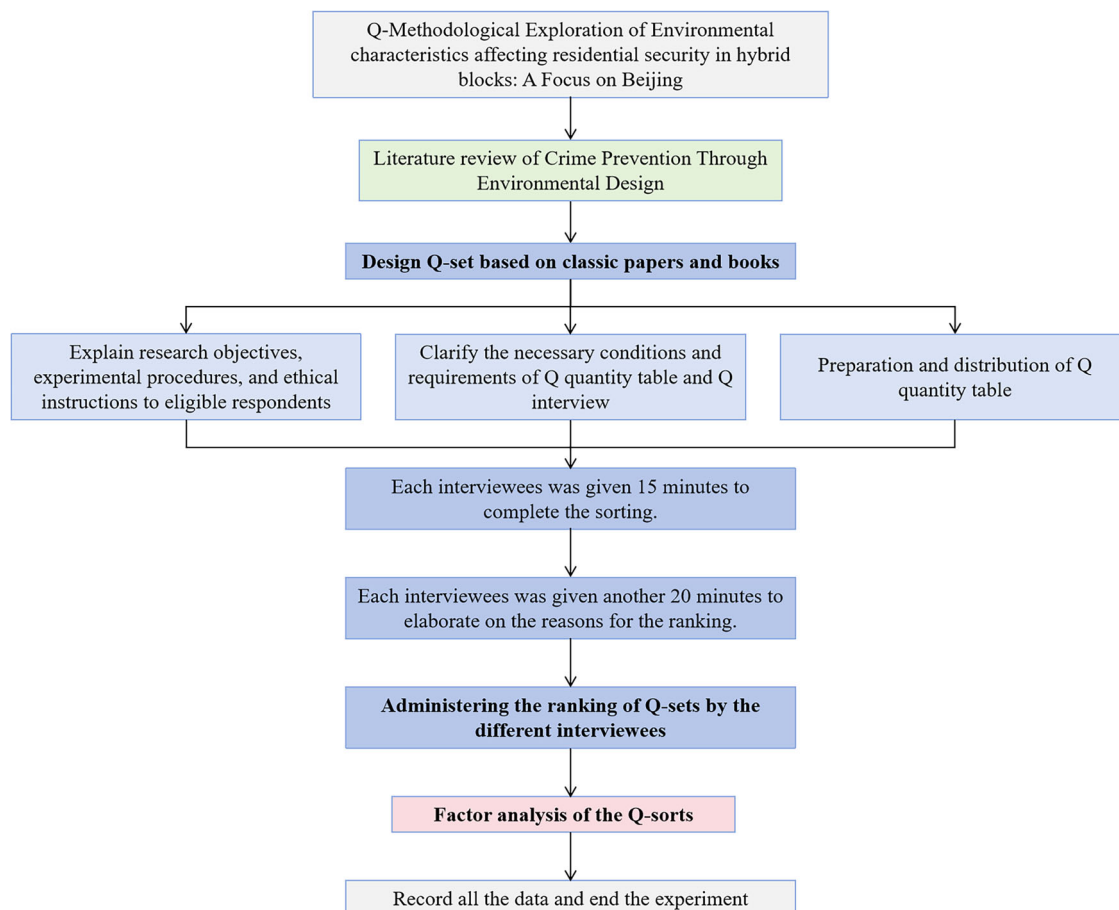 Q-Methodological Exploration of Environmental
characteristics affecting residential security in hybrid
blocks: A Focus on Beijing
Literature review of Crime Prevention Through
Environmental Design
Design Q-set based on classic papers and books
Explain research objectives,
experimental procedures, and ethical
instructions to eligible respondents
Clarify the necessary conditions and
requirements of Q quantity table and Q
interview
Preparation and distribution of Q
quantity table
Each interviewees was given 15 minutes to
complete the sorting.
Each interviewees was given another 20 minutes to
elaborate on the reasons for the ranking.
Administering the ranking of Q-sets by the
different interviewees
Factor analysis of the Q-sorts
Record all the data and end the experiment